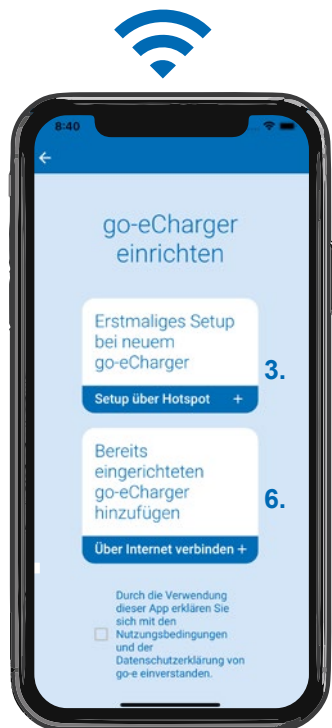 8:40
go-eCharger
einrichten
Erstmaliges Setup
bei neuem
go-eCharger
3.
Setup über Hotspot +
Bereits
eingerichteten
go-eCharger
hinzufügen
6.
Über Internet verbinden +
Durch die Verwendung
dieser App erklären Sie
sich mit den
Nutzungsbedingungen
und der
Datenschutzerklärung von
go-e einverstanden.